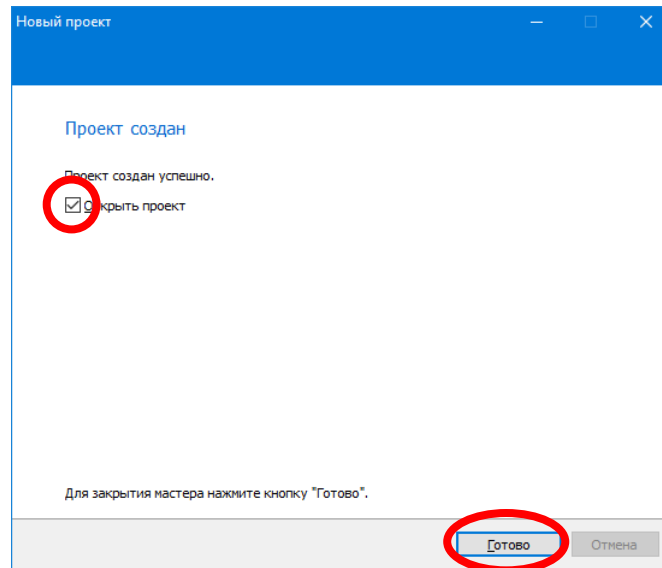 Новый проект
Проект создан
Проект создан успешно.
Открыть проект
Для закрытия мастера нажмите кнопку "Готово".
Готово
Отмена